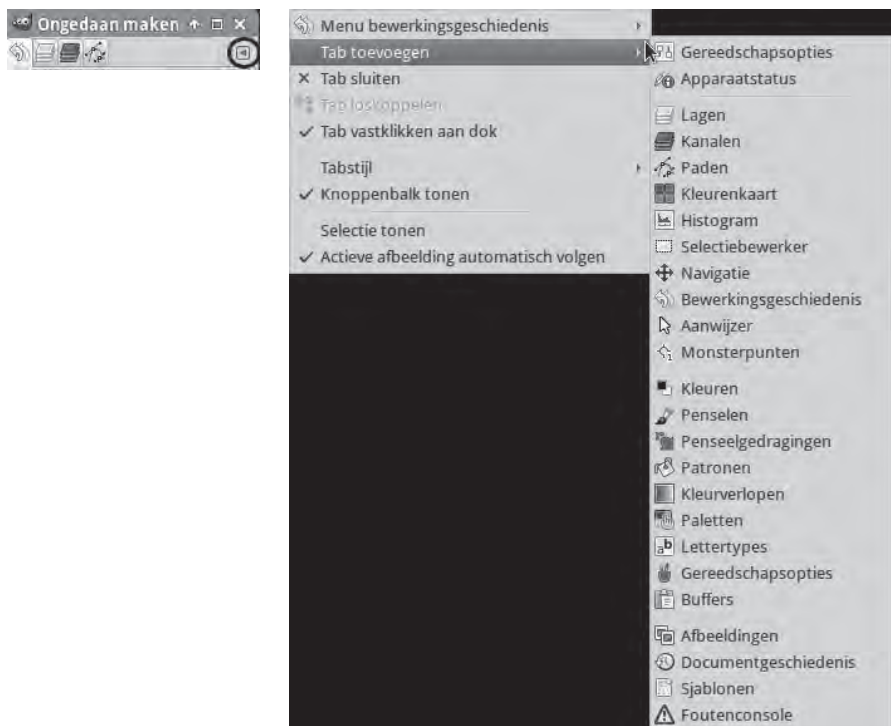 Ongedaan maken
Menu bewerkingsgeschiedenis
Tab toevoegen
Tab sluiten
Tab loskoppelen
Tab vastklikken aan dok
Tabstijl
Knoppenbalk tonen
Selectie tonen
Actieve afbeelding automatisch volgen
Gereedschapsopties
Apparaatstatus
Lagen
Kanalen
Paden
Kleurenkaart
Histogram
Selectiebewerker
Navigatie
Bewerkingsgeschiedenis
Aanwijzer
Monsterpunten
Kleuren
Penselen
Penseelgedragingen
Patronen
Kleurverlopen
Paletten
Lettertypes
Gereedschapsopties
Buffers
Afbeeldingen
Documentgeschiedenis
Sjablonen
Foutenconsole